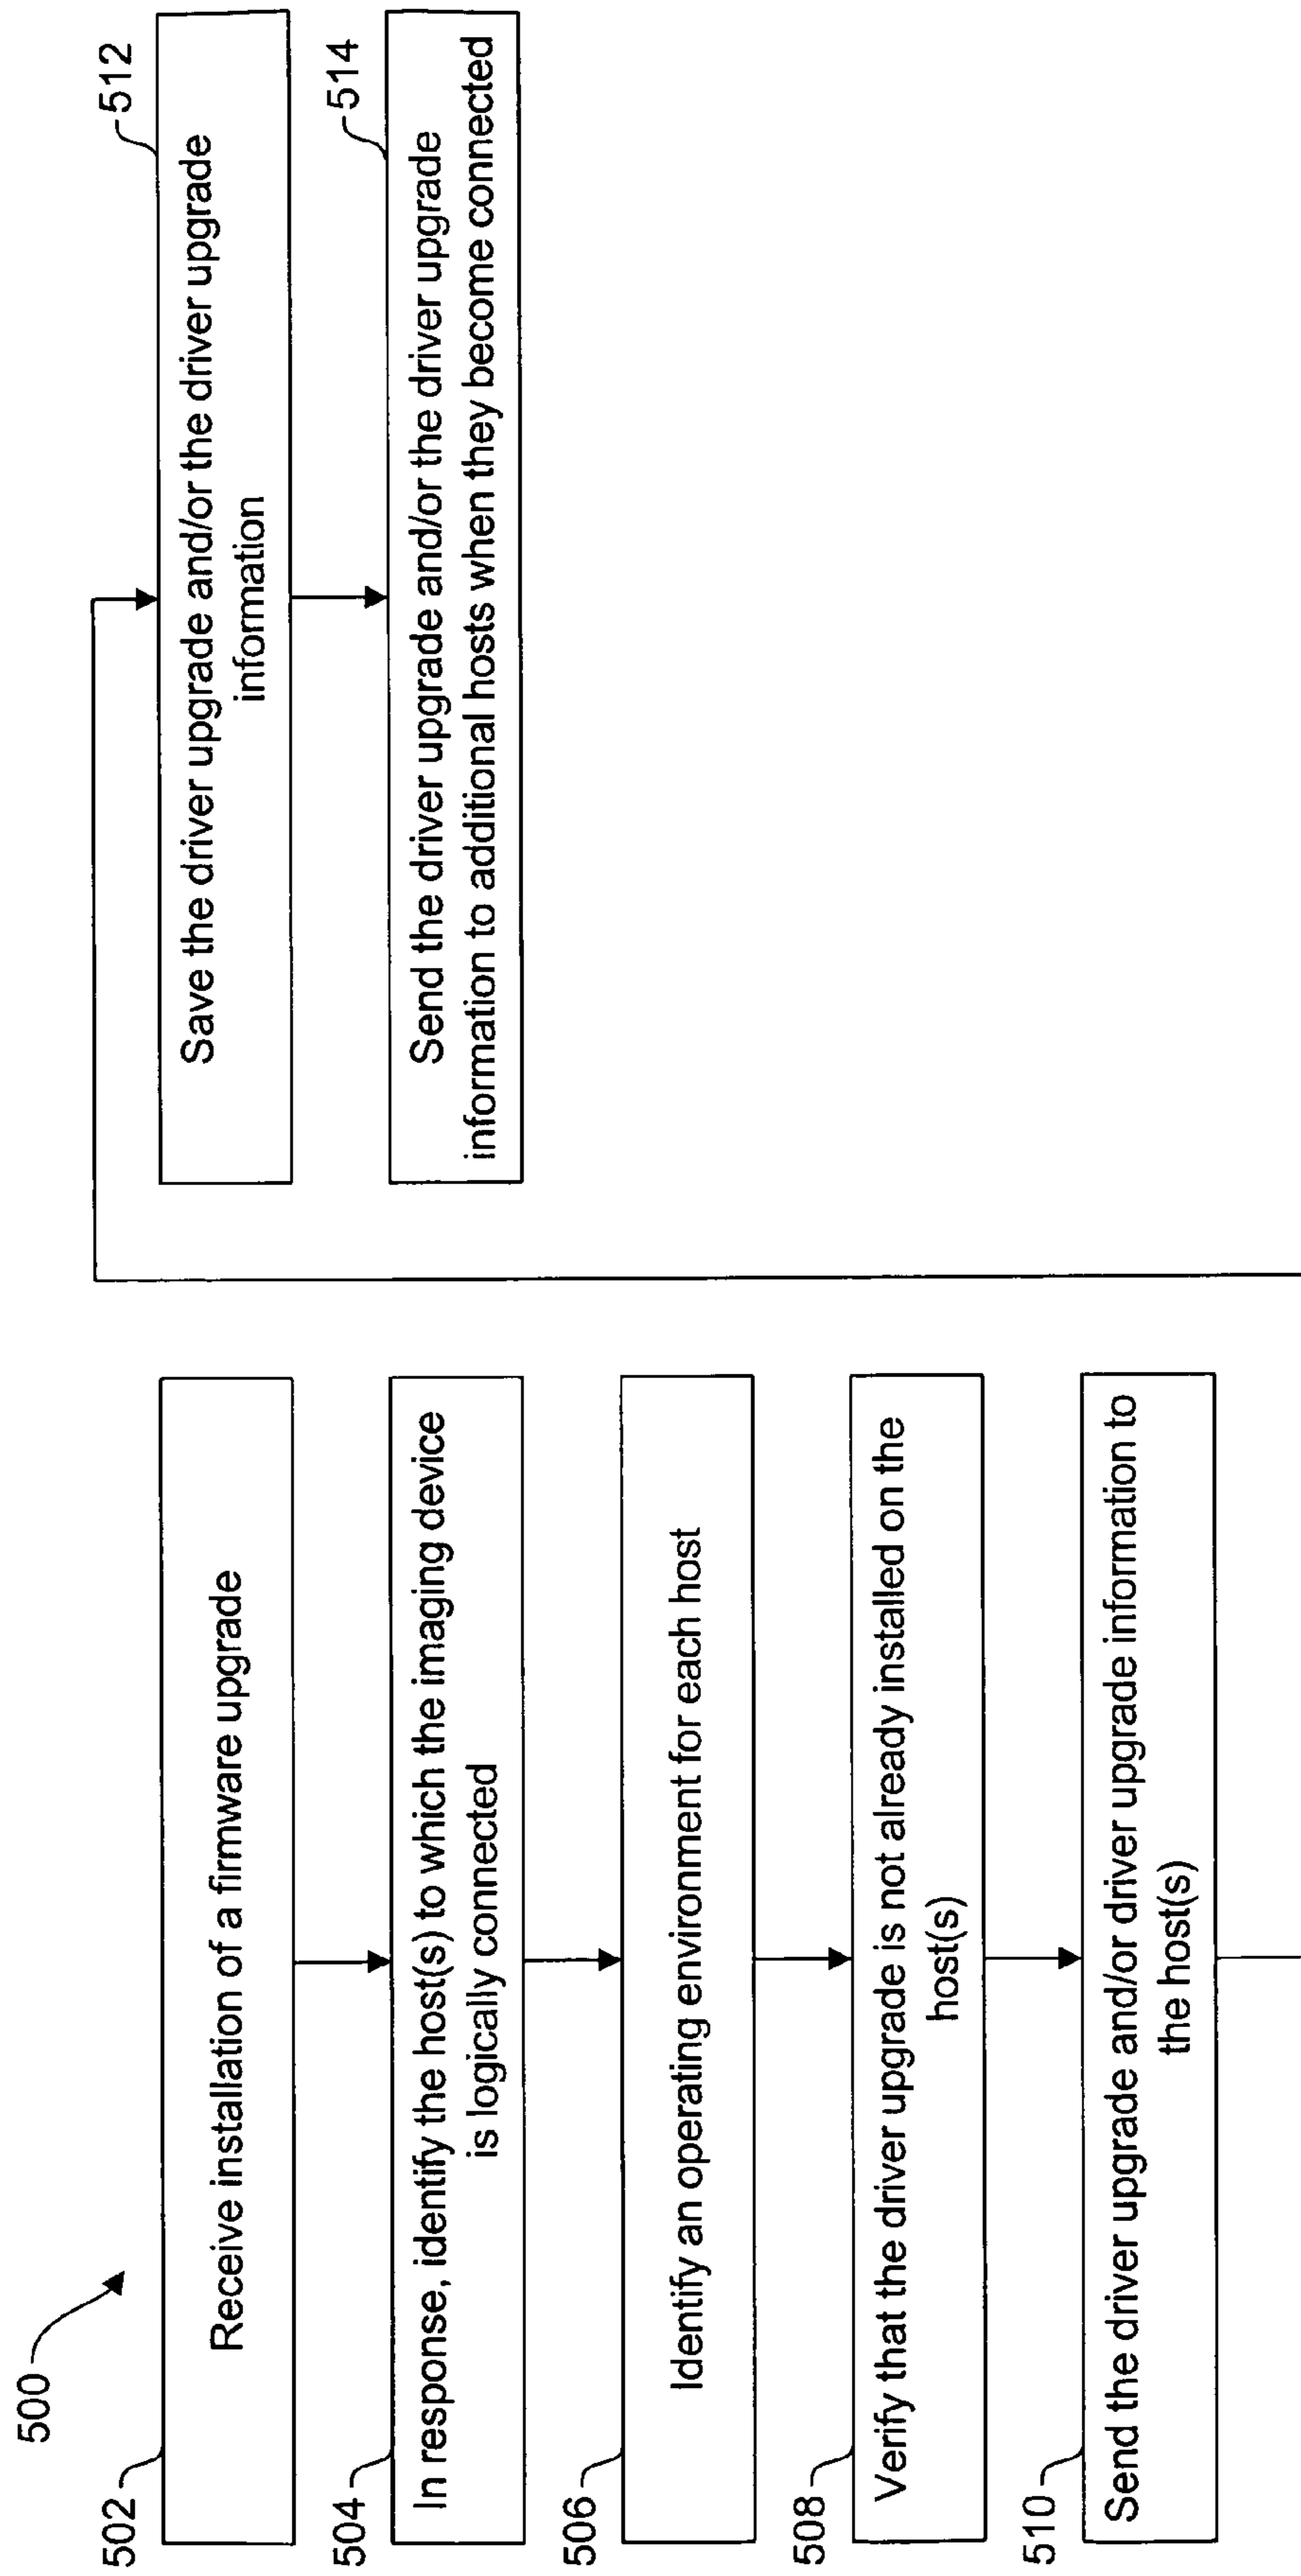 500
502
Receive installation of a firmware upgrade
504
In response, identify the host(s) to which the imaging device
is logically connected
506
Identify an operating environment for each host
508
Verify that the driver upgrade is not already installed on the
host(s)
510
Send the driver upgrade and/or driver upgrade information to
the host(s)
512
Save the driver upgrade and/or the driver upgrade
information
514
Send the driver upgrade and/or the driver upgrade
information to additional hosts when they become connected